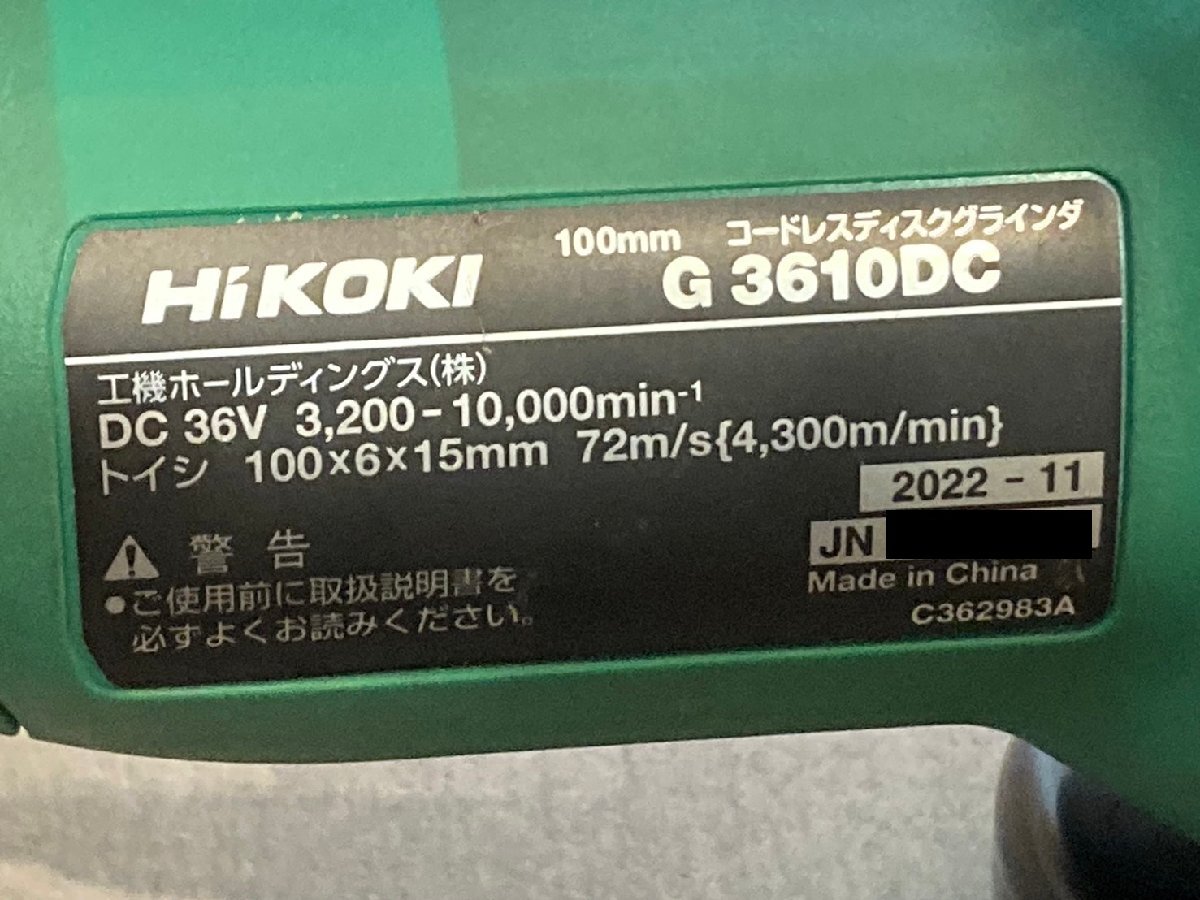 100mm コードレスディスクグラインダ
HiKOKI G 3610DC
工機ホールディングス(株)
DC 36V 3,200-10,000min-1
トイシ 100×6×15mm 72m/s{4,300m/min}
2022 - 11
JN
警告
●ご使用前に取扱説明書を
必ずよくお読みください。
Made in China
C362983A